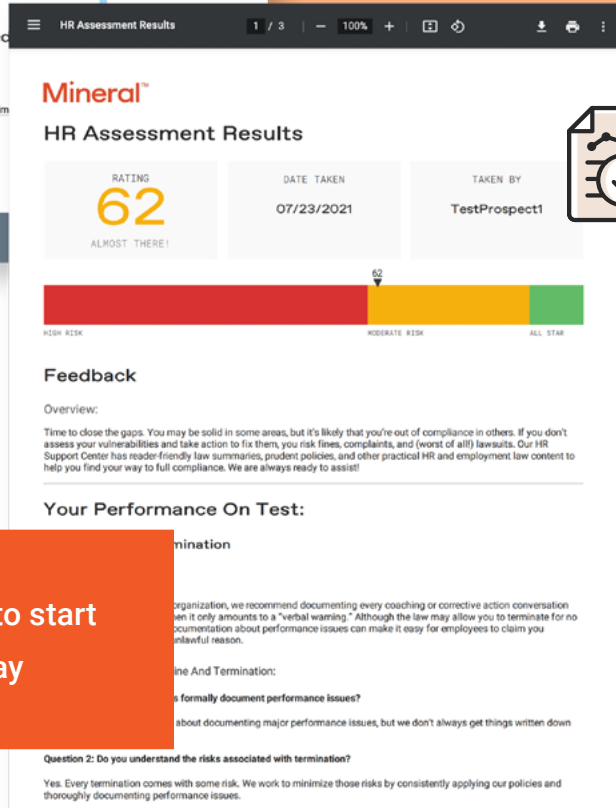 HR Assessment Results
1 / 3
100%
Mineral™
HR Assessment Results
RATING
62
ALMOST THERE!
DATE TAKEN
07/23/2021
TAKEN BY
TestProspect1
62
HIGH RISK
MODERATE RISK
ALL STAR
Feedback
Overview:
Time to close the gaps. You may be solid in some areas, but it's likely that you're out of compliance in others. If you don't
assess your vulnerabilities and take action to fix them, you risk fines, complaints, and (worst of all!) lawsuits. Our HR
Support Center has reader-friendly law summaries, prudent policies, and other practical HR and employment law content to
help you find your way to full compliance. We are always ready to assist!
Your Performance On Test:
mination
organization, we recommend documenting every coaching or corrective action conversation
en it only amounts to a "verbal warning." Although the law may allow you to terminate for no
ocumentation about performance issues can make it easy for employees to claim you
unlawful reason.
ine And Termination:
s formally document performance issues?
about documenting major performance issues, but we don't always get things written down
to start
ay
Question 2: Do you understand the risks associated with termination?
Yes. Every termination comes with some risk. We work to minimize those risks by consistently applying our policies and
thoroughly documenting performance issues.